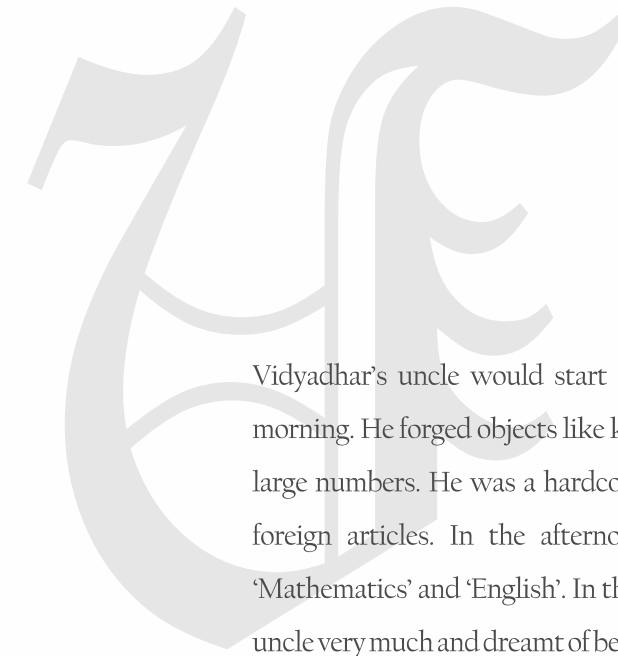 Vidyadhar’s uncle would start
morning. He forged objects like
large numbers. He was a
foreign articles. In the
‘Mathematics’ and ‘English’. In
uncle very much and dreamt of